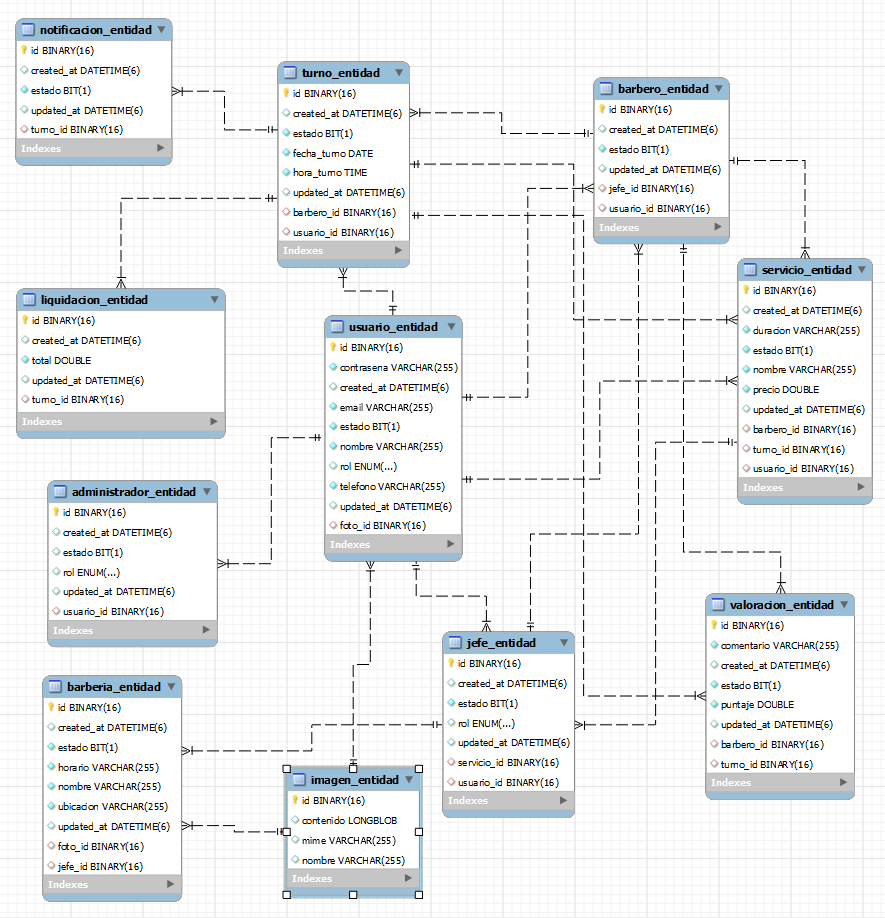 notificacion_entidad
id BINARY(16)
created_at DATETIME(6)
estado BIT(1)
updated_at DATETIME(6)
turno_id BINARY(16)
Indexes
turno_entidad
id BINARY(16)
created_at DATETIME(6)
estado BIT(1)
fecha_turno DATE
hora_turno TIME
updated_at DATETIME(6)
barbero_id BINARY(16)
usuario_id BINARY(16)
Indexes
barbero_entidad
id BINARY(16)
created_at DATETIME(6)
estado BIT(1)
updated_at DATETIME(6)
jefe_id BINARY(16)
usuario_id BINARY(16)
Indexes
servicio_entidad
id BINARY(16)
created_at DATETIME(6)
duracion VARCHAR(255)
estado BIT(1)
nombre VARCHAR(255)
precio DOUBLE
updated_at DATETIME(6)
barbero_id BINARY(16)
turno_id BINARY(16)
usuario_id BINARY(16)
Indexes
liquidacion_entidad
id BINARY(16)
created_at DATETIME(6)
total DOUBLE
updated_at DATETIME(6)
turno_id BINARY(16)
Indexes
usuario_entidad
id BINARY(16)
contrasena VARCHAR(255)
created_at DATETIME(6)
email VARCHAR(255)
estado BIT(1)
nombre VARCHAR(255)
rol ENUM(...)
telefono VARCHAR(255)
updated_at DATETIME(6)
foto_id BINARY(16)
Indexes
administrador_entidad
id BINARY(16)
created_at DATETIME(6)
estado BIT(1)
rol ENUM(...)
updated_at DATETIME(6)
usuario_id BINARY(16)
Indexes
valoracion_entidad
id BINARY(16)
comentario VARCHAR(255)
created_at DATETIME(6)
estado BIT(1)
puntaje DOUBLE
updated_at DATETIME(6)
barbero_id BINARY(16)
turno_id BINARY(16)
Indexes
jefe_entidad
id BINARY(16)
created_at DATETIME(6)
estado BIT(1)
rol ENUM(...)
updated_at DATETIME(6)
servicio_id BINARY(16)
usuario_id BINARY(16)
Indexes
barberia_entidad
id BINARY(16)
created_at DATETIME(6)
estado BIT(1)
horario VARCHAR(255)
nombre VARCHAR(255)
ubicacion VARCHAR(255)
updated_at DATETIME(6)
foto_id BINARY(16)
jefe_id BINARY(16)
Indexes
imagen_entidad
id BINARY(16)
contenido LONGBLOB
mime VARCHAR(255)
nombre VARCHAR(255)
Indexes